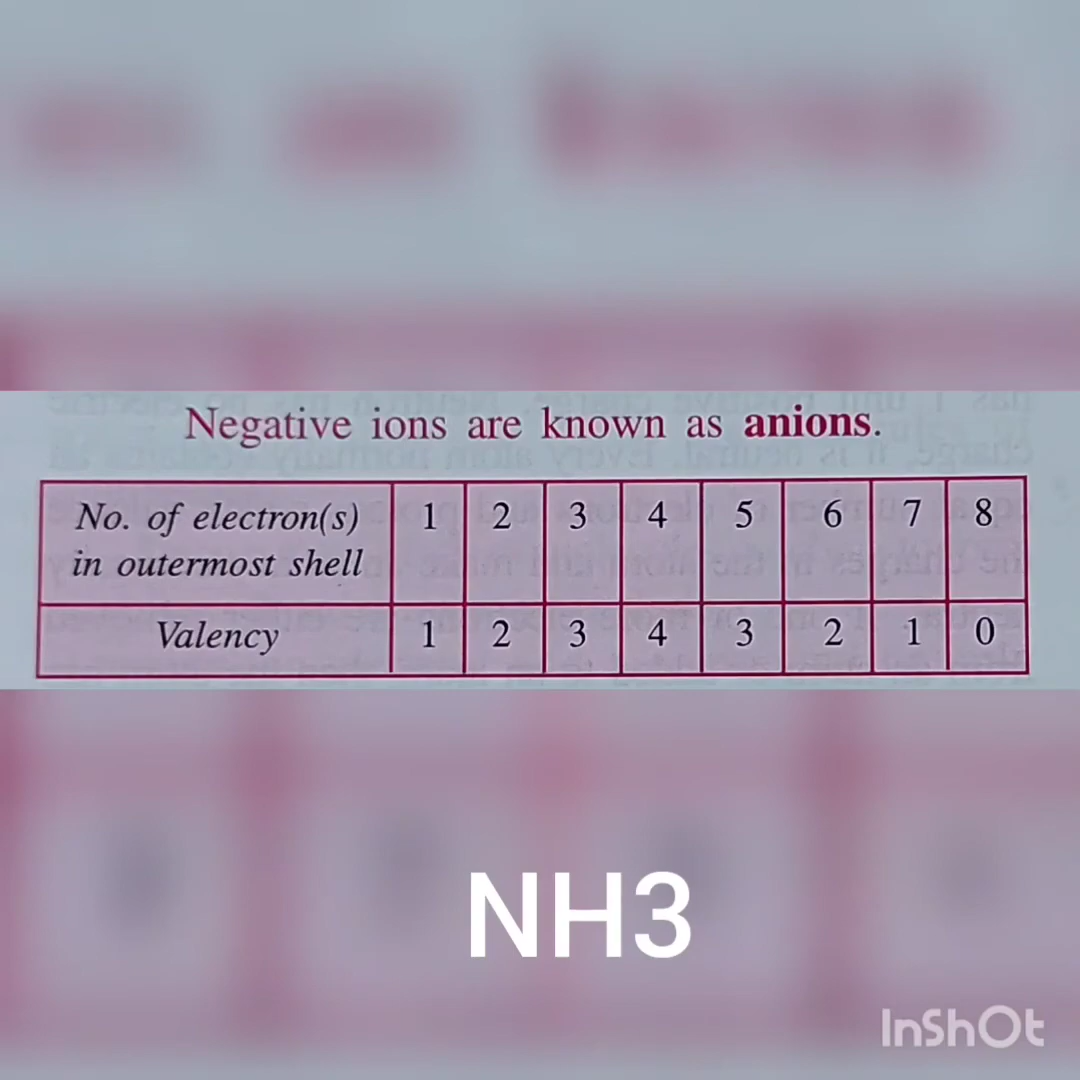 Negative ions are known as anions.
No. of electron(s) in outermost shell 1 2 3 4 5 6 7 8
Valency 1 2 3 4 3 2 1 0
NH3
InShOt